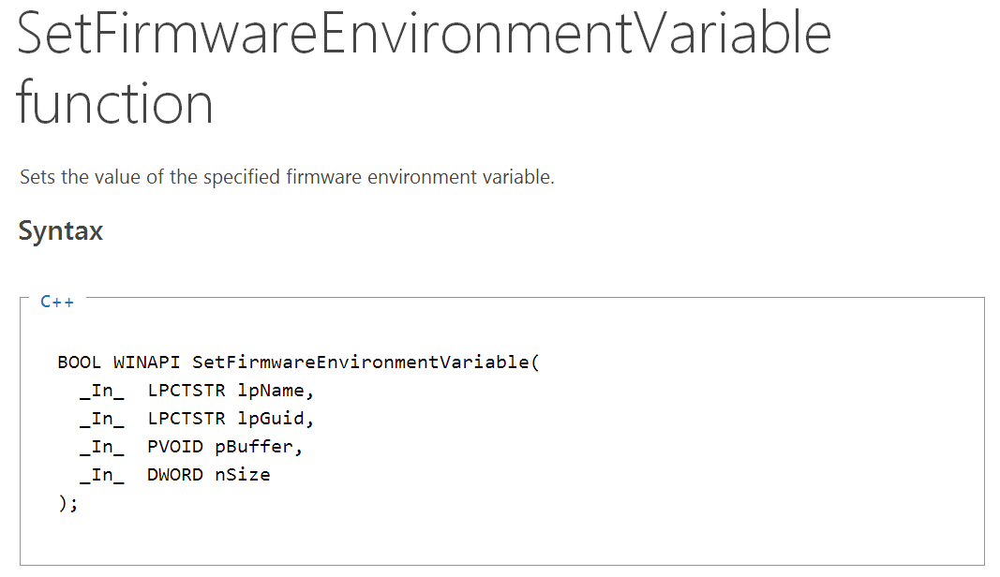 SetFirmwareEnvironmentVariable
function
Sets the value of the specified firmware environment variable.
Syntax
C++
BOOL WINAPI SetFirmwareEnvironmentVariable(
  _In_  LPCTSTR lpName,
  _In_  LPCTSTR lpGuid,
  _In_  PVOID pBuffer,
  _In_  DWORD nSize
);